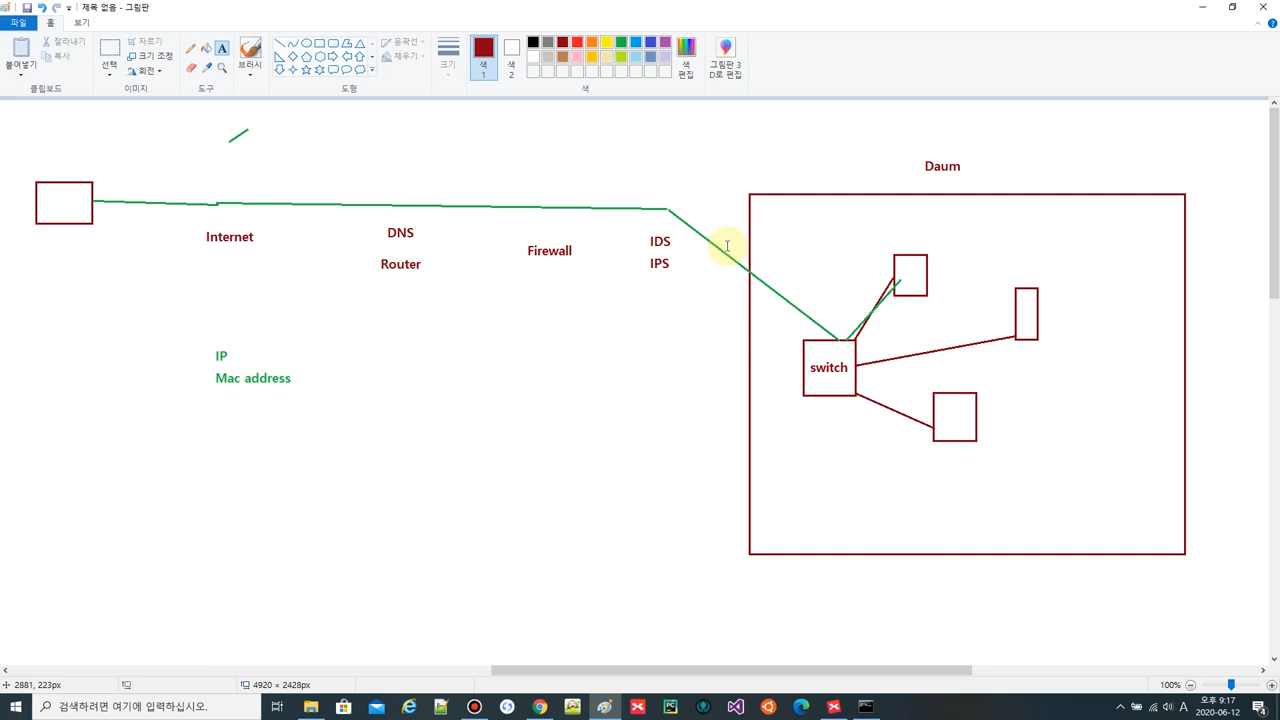 제목 없음 - 그림판
파일
홈
보기
붙여넣기
잘라내기
복사
클립보드
선택
자르기
크기 조정
회전
이미지
A
도구
브러시
윤곽선
채우기
도형
크기
색
1
색
2
색
편집
그림판 3
D로 편집
색
Daum
Internet
DNS
Router
Firewall
IDS
IPS
switch
IP
Mac address
2881, 223px
4920 × 2428px
100%
검색하려면 여기에 입력하십시오.
PC
A
오후 9:17
2020-06-12
4